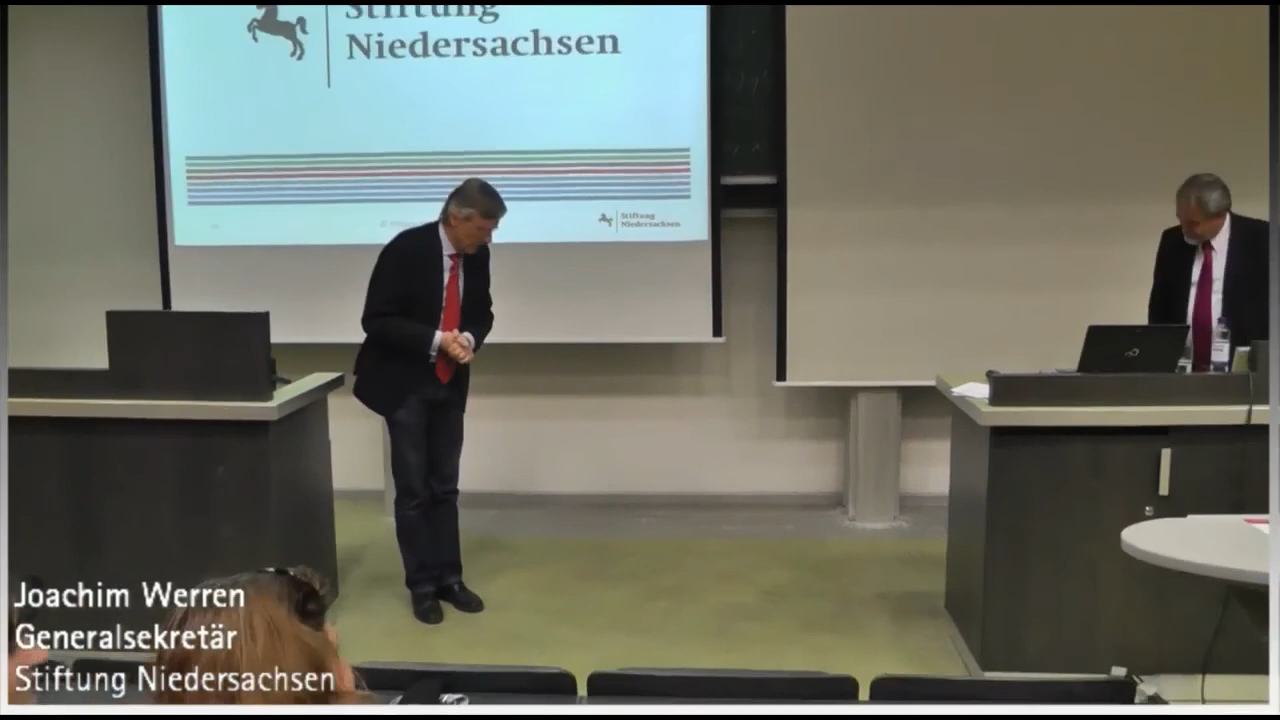 Stiftung
Niedersachsen
Stiftung
Niedersachsen
Joachim Werren
Generalsekretär
Stiftung Niedersachsen